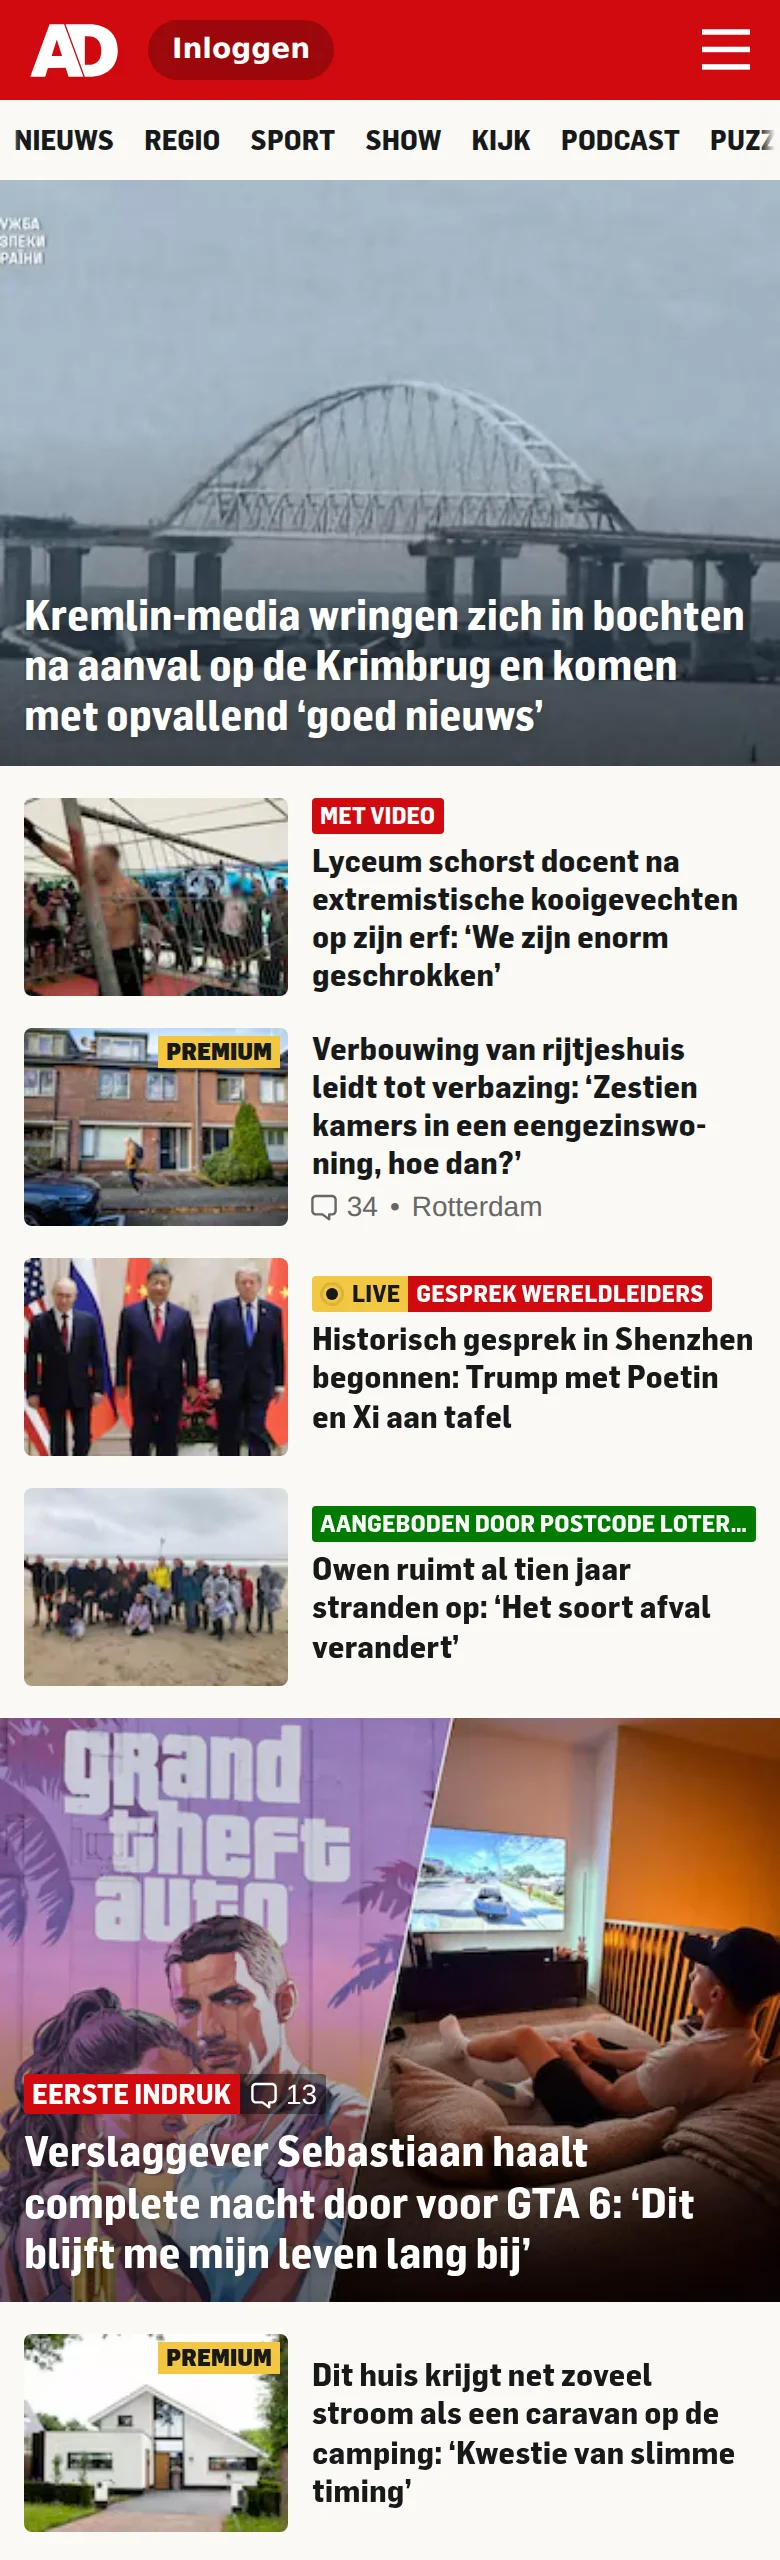 AD Inloggen
NIEUWS REGIO SPORT SHOW KIJK PODCAST PUZZ
УЖБА
ЗПЕКИ
РАЇНИ
Kremlin-media wringen zich in bochten
na aanval op de Krimbrug en komen
met opvallend ‘goed nieuws’
MET VIDEO
Lyceum schorst docent na
extremistische kooigevechten
op zijn erf: ‘We zijn enorm
geschrokken’
PREMIUM
Verbouwing van rijtjeshuis
leidt tot verbazing: ‘Zestien
kamers in een eengezinswo-
ning, hoe dan?’
34 • Rotterdam
LIVE GESPREK WERELDLEIDERS
Historisch gesprek in Shenzhen
begonnen: Trump met Poetin
en Xi aan tafel
AANGEBODEN DOOR POSTCODE LOTER...
Owen ruimt al tien jaar
stranden op: ‘Het soort afval
verandert’
grand
theft
auto
EERSTE INDRUK 13
Verslaggever Sebastiaan haalt
complete nacht door voor GTA 6: ‘Dit
blijft me mijn leven lang bij’
PREMIUM
Dit huis krijgt net zoveel
stroom als een caravan op de
camping: ‘Kwestie van slimme
timing’